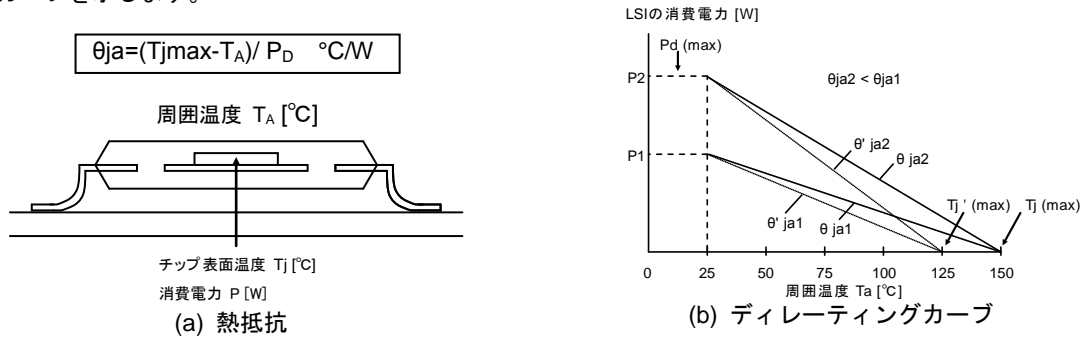 θja=(Tjmax-TA)/ PD °C/W
周囲温度 TA [°C]
チップ表面温度 Tj [°C]
消費電力 P [W]
(a) 熱抵抗
LSIの消費電力 [W]
Pd (max)
P2
θja2 < θja1
P1
θ' ja2
θ ja2
θ' ja1
θ ja1
Tj ' (max)
Tj (max)
0 25 50 75 100 125 150
周囲温度 Ta [°C]
(b) ディレーティングカーブ